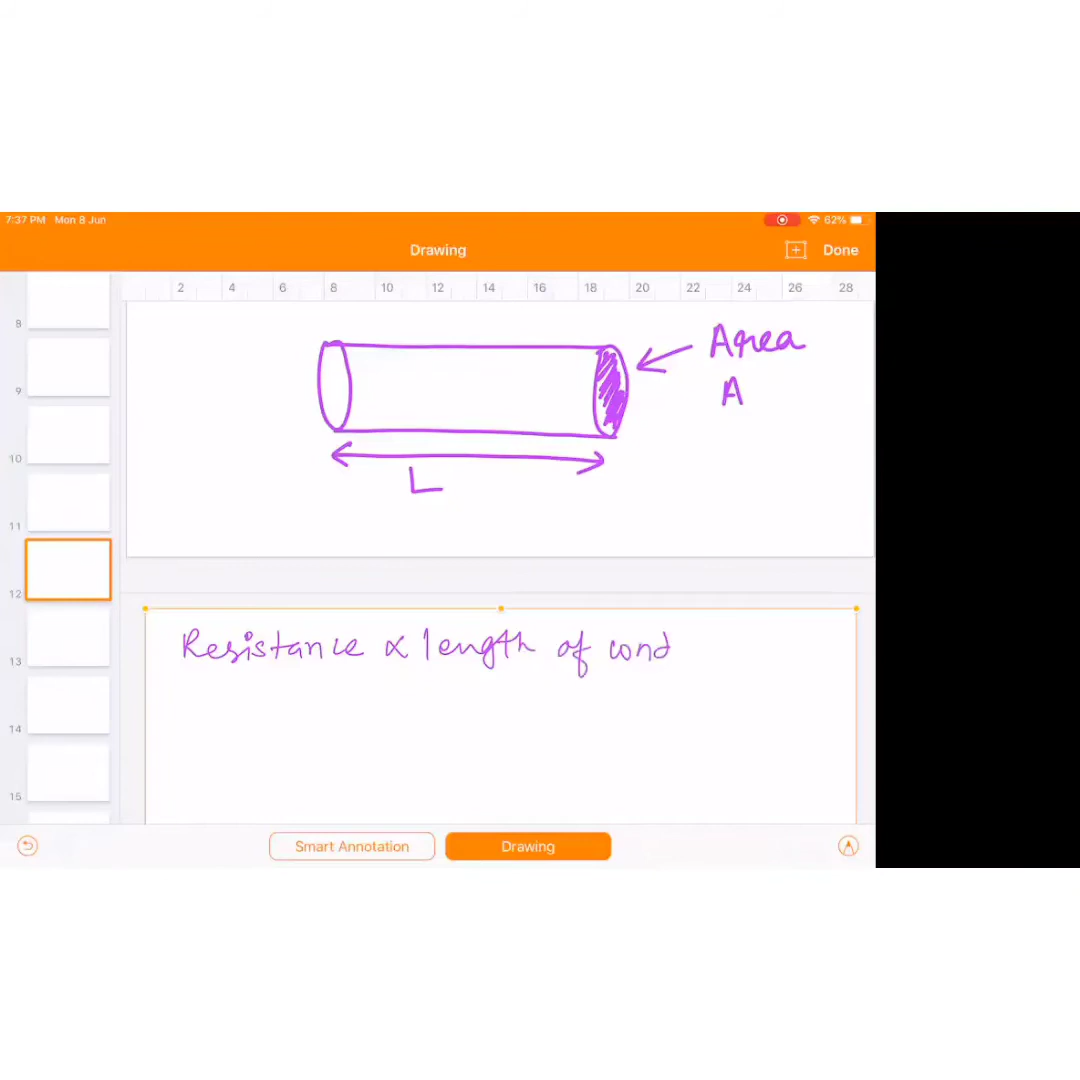 7:37 PM Mon 8 Jun 62%
Drawing Done
2 4 6 8 10 12 14 16 18 20 22 24 26 28
8
Area
9
A
10
L
11
12
Resistance ∝ length of cond
13
14
15
Smart Annotation Drawing